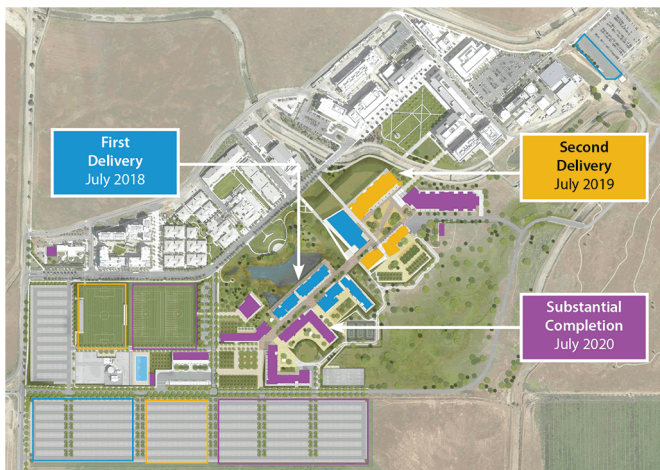 First
Delivery
July 2018
Second
Delivery
July 2019
Substantial
Completion
July 2020